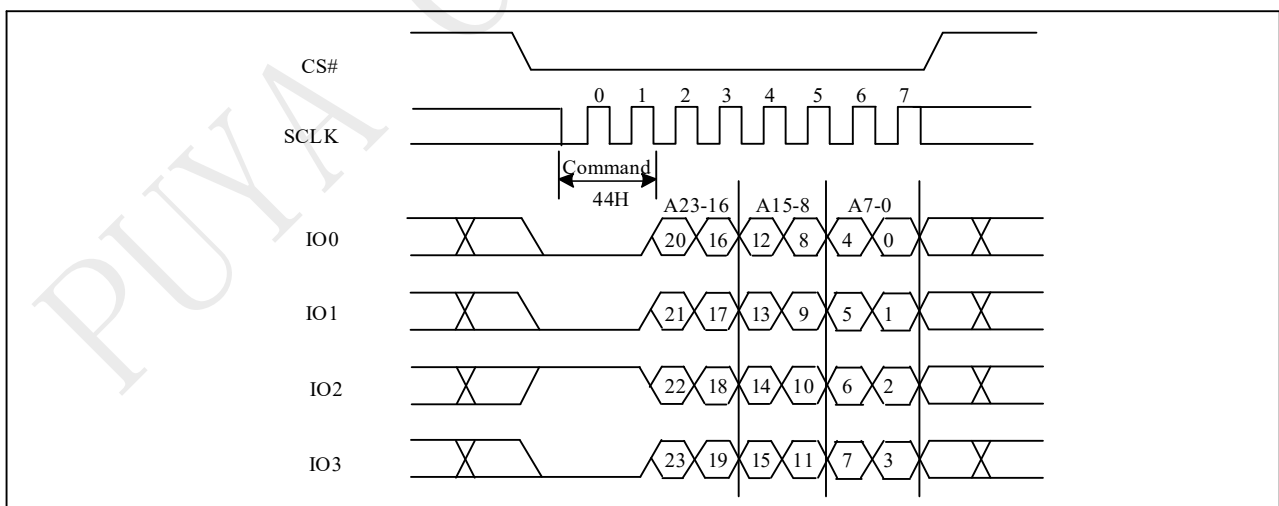 PUYA
CS#
0 1 2 3 4 5 6 7
SCLK
Command
44H
A23-16 A15-8 A7-0
IO0 20 16 12 8 4 0
IO1 21 17 13 9 5 1
IO2 22 18 14 10 6 2
IO3 23 19 15 11 7 3